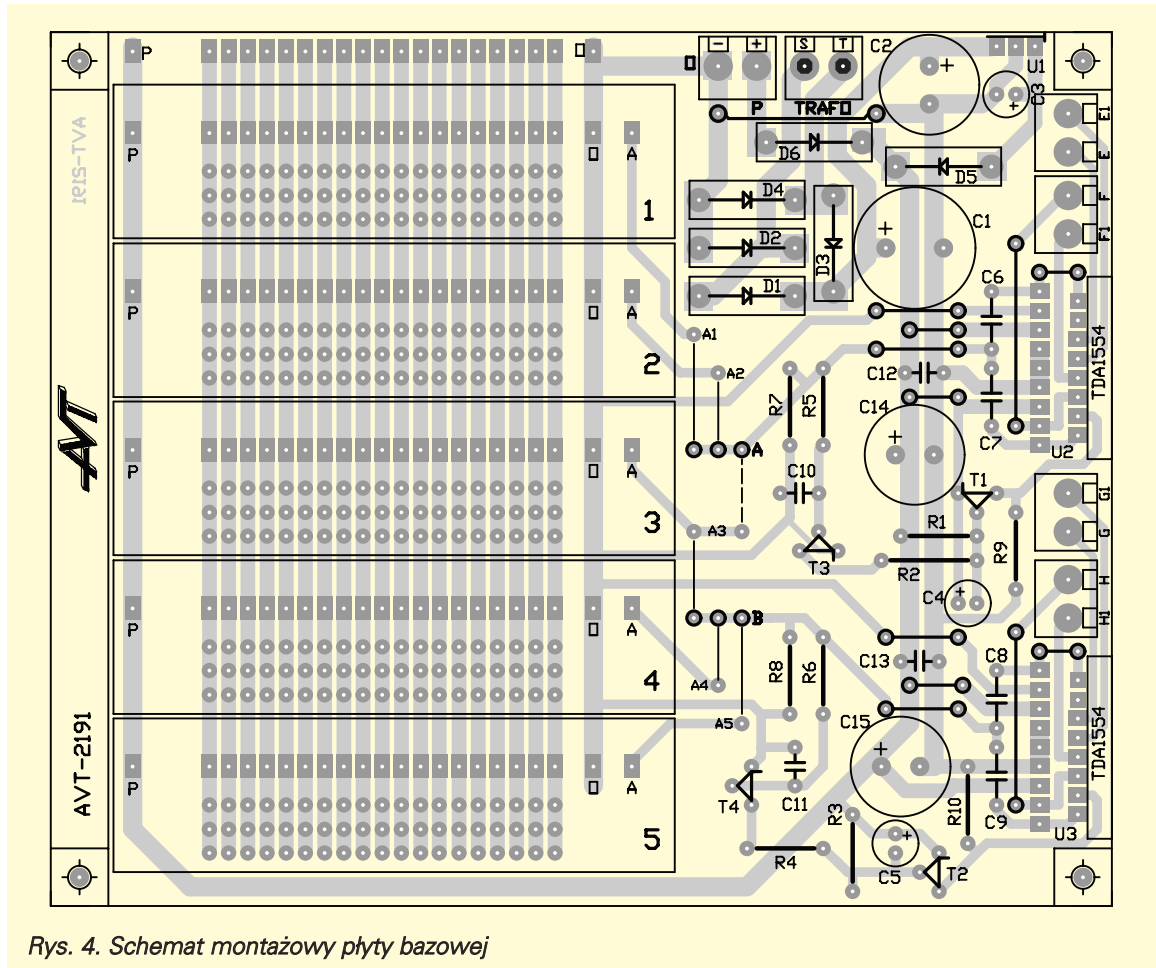 P
O
O
-
+
S
T
C2
+
U1
C3
+
P
TRAFO
E1
E
D6
D5
AVT-2191
P
O
A
1
D4
D2
D3
D1
C1
+
F
F1
C6
A1
P
O
A
2
A2
C12
TDA1554
R7
R5
C14
+
C7
U2
AVT
A
P
O
A
3
C10
T1
G1
G
A3
R1
R9
T3
R2
C4
+
H
H1
B
P
O
A
4
A4
R8
R6
C13
C8
A5
C15
+
TDA1554
AVT-2191
P
O
A
5
T4
C11
R3
R10
C9
U3
+
R4
C5
T2
Rys. 4. Schemat montażowy płyty bazowej